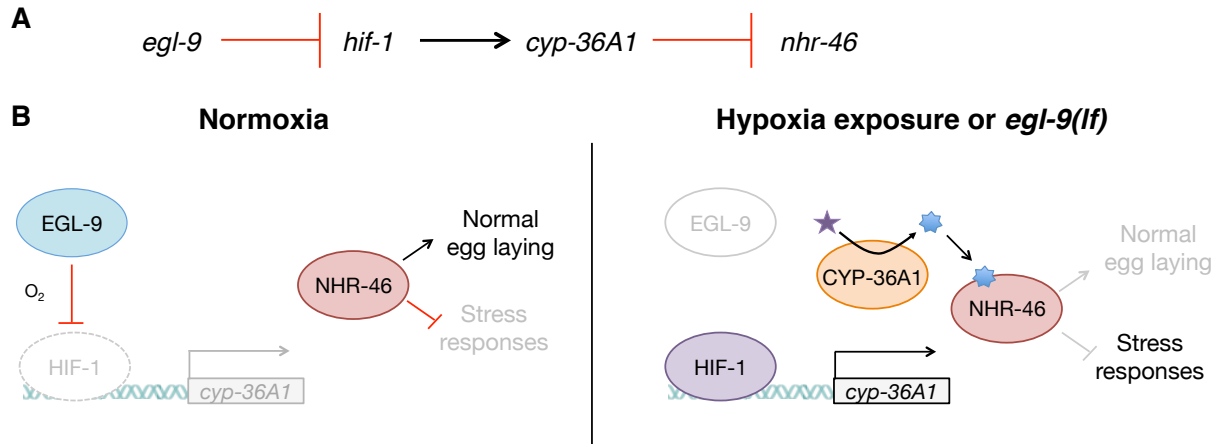 A
egl-9 hif-1 cyp-36A1 nhr-46
B
Normoxia
EGL-9
O₂
HIF-1
cyp-36A1
NHR-46
Normal
egg laying
Stress
responses
Hypoxia exposure or egl-9(lf)
EGL-9
CYP-36A1
HIF-1
cyp-36A1
NHR-46
Normal
egg laying
Stress
responses